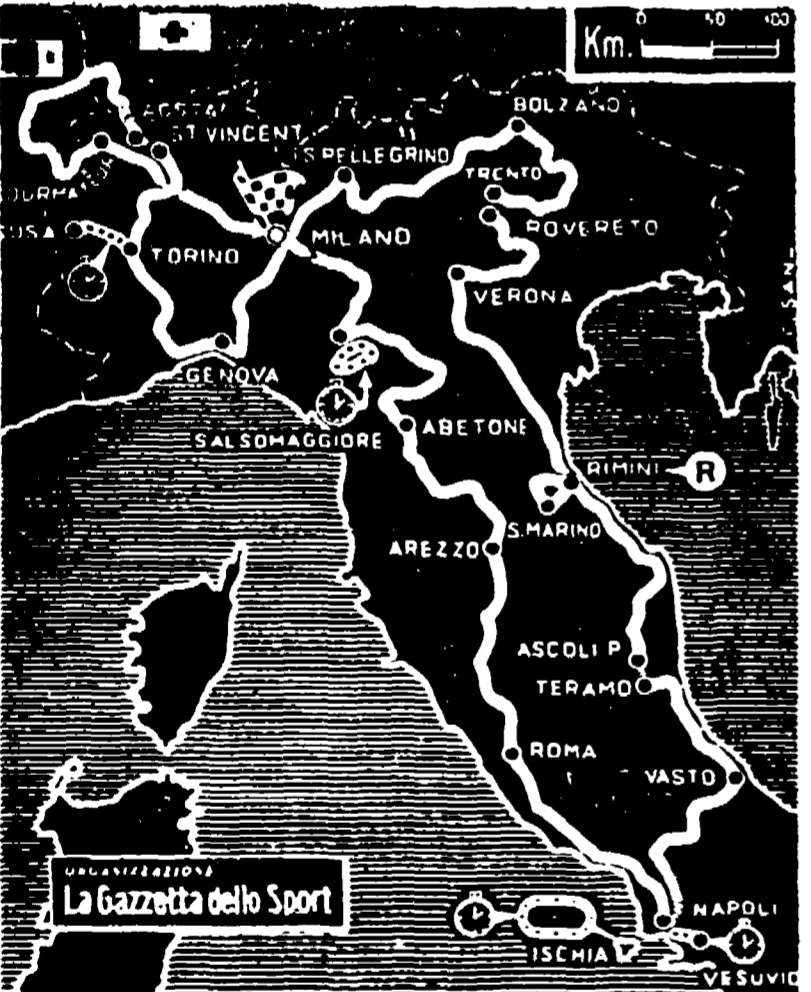 Km. 0 50 100
BOLZANO
AOSTA
ST VINCENT
S. PELLEGRINO
TRENTO
SUSA
TORINO
MILANO
ROVERETO
VERONA
GENOVA
SALSOMAGGIORE
ABETONE
RIMINI
R
S. MARINO
AREZZO
ASCOLI P
TERAMO
ROMA
VASTO
ORGANIZZAZIONE
La Gazzetta dello Sport
NAPOLI
ISCHIA
VESUVIO